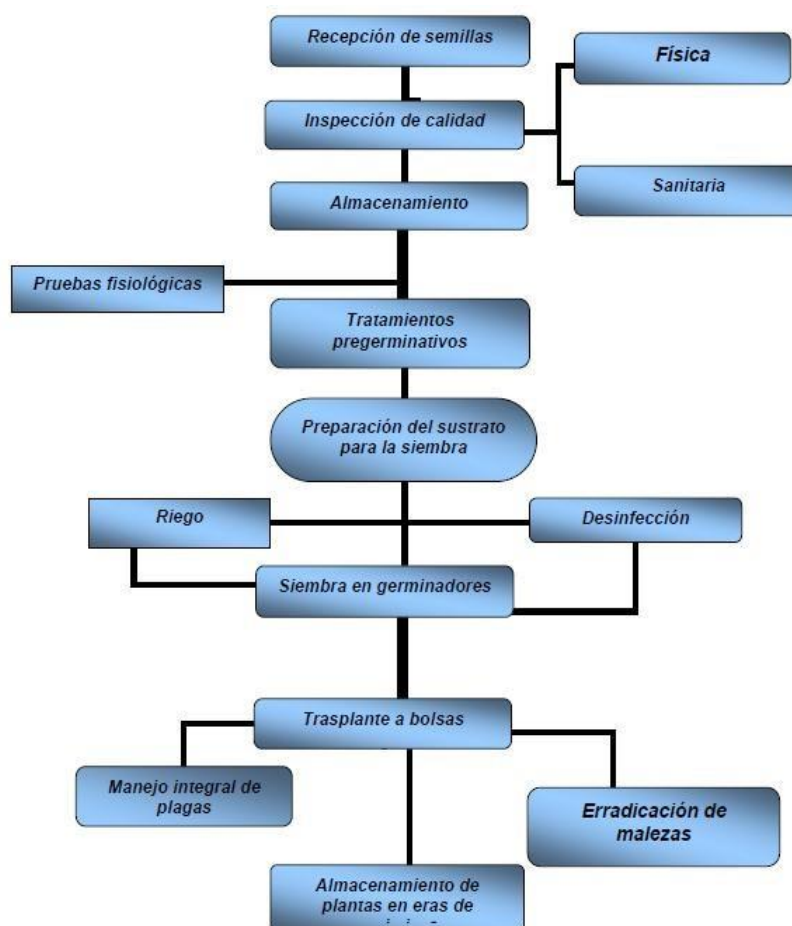 Recepción de semillas
Física
Inspección de calidad
Sanitaria
Almacenamiento
Pruebas fisiológicas
Tratamientos
pregerminativos
Preparación del sustrato
para la siembra
Riego
Desinfección
Siembra en germinadores
Trasplante a bolsas
Manejo integral de
plagas
Erradicación de
malezas
Almacenamiento de
plantas en eras de